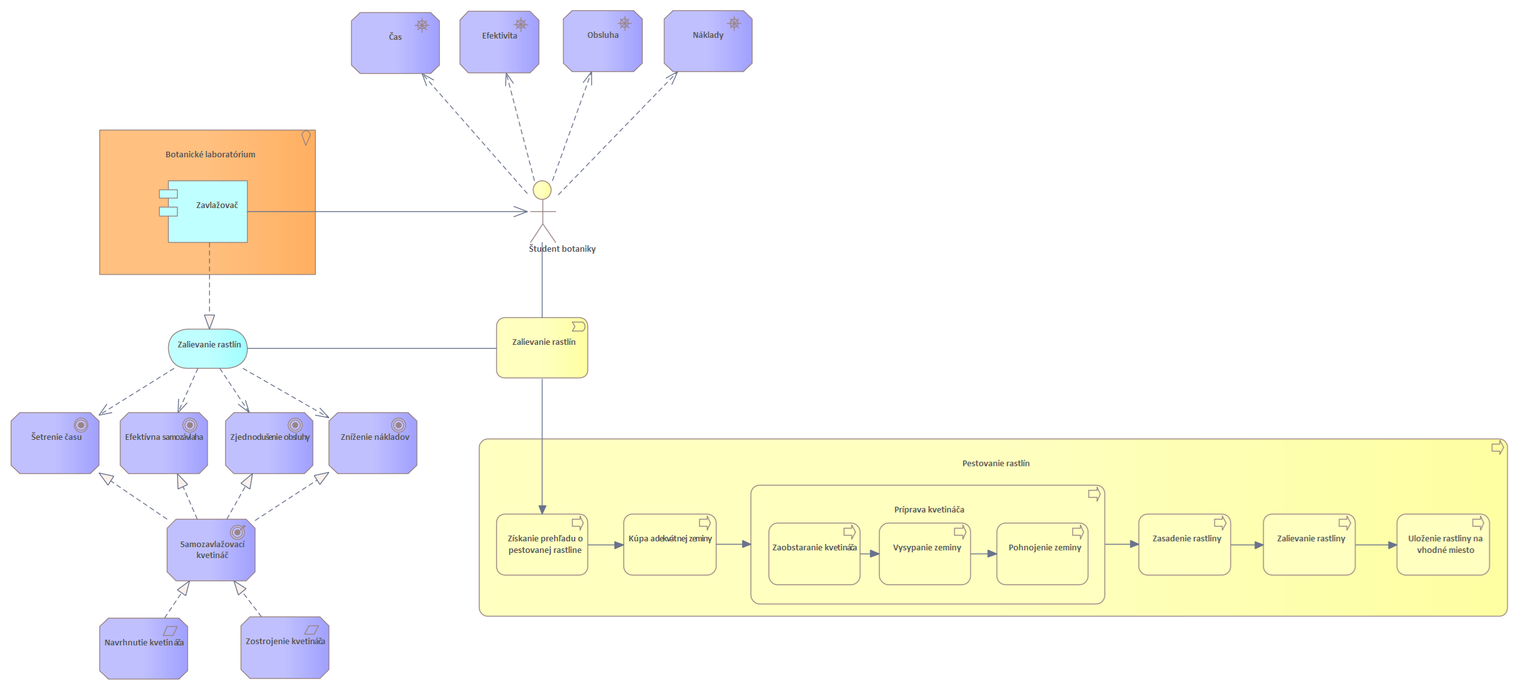 Čas
Efektivita
Obsluha
Náklady
Botanické laboratórium
Zavlažovač
Študent botaniky
Zalievanie rastlín
Zalievanie rastlín
Šetrenie času
Efektívna samozávlaha
Zjednodušenie obsluhy
Zníženie nákladov
Pestovanie rastlín
Príprava kvetináča
Získanie prehľadu o
pestovanej rastline
Kúpa adekvátnej zeminy
Zaobstaranie kvetináča
Vysypanie zeminy
Pohnojenie zeminy
Zasadenie rastliny
Zalievanie rastliny
Uloženie rastliny na
vhodné miesto
Samozavlažovací
kvetináč
Navrhnutie kvetináča
Zostrojenie kvetináča